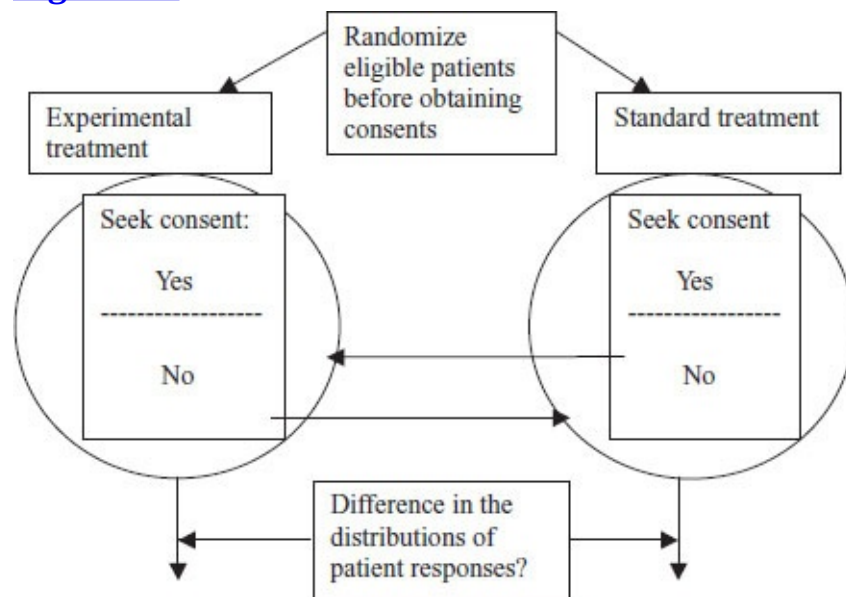 Randomize
eligible patients
before obtaining
consents
Experimental
treatment
Standard treatment
Seek consent:
Yes
-------------------
No
Seek consent
Yes
------------------
No
Difference in the
distributions of
patient responses?